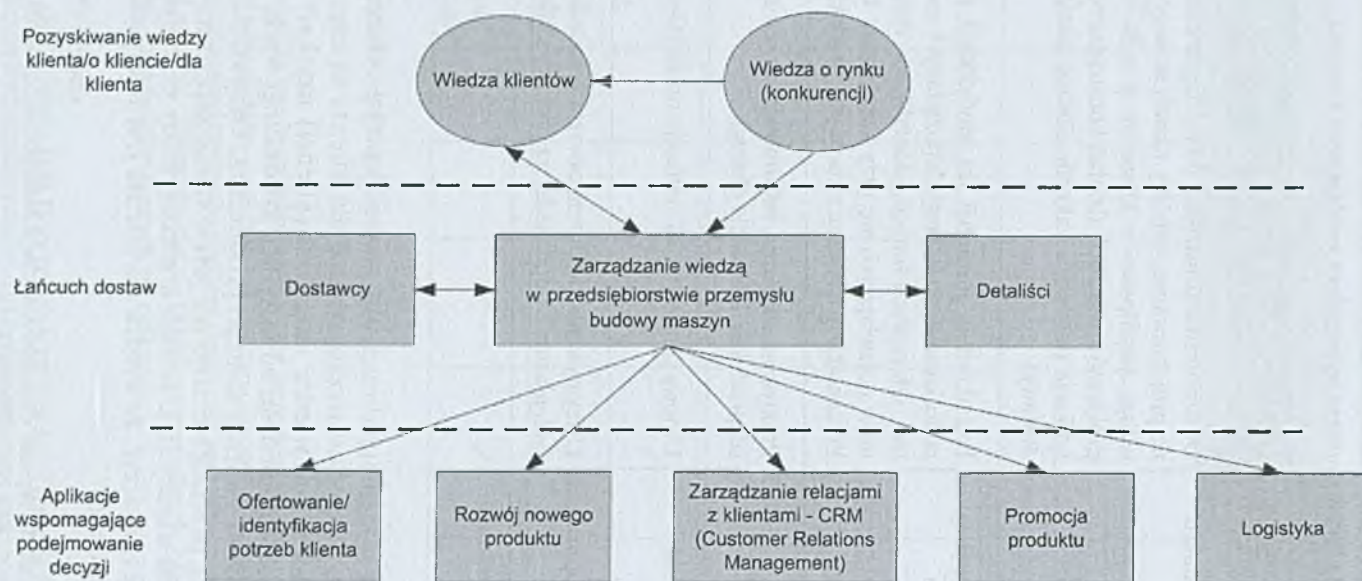 Pozyskiwanie wiedzy
klienta/o kliencie/dla
klienta
Wiedza klientów
Wiedza o rynku
(konkurencji)
Łańcuch dostaw
Dostawcy
Zarządzanie wiedzą
w przedsiębiorstwie przemysłu
budowy maszyn
Detaliści
Aplikacje
wspomagające
podejmowanie
decyzji
Ofertowanie/
identyfikacja
potrzeb klienta
Rozwój nowego
produktu
Zarządzanie relacjami
z klientami - CRM
(Customer Relations
Management)
Promocja
produktu
Logistyka